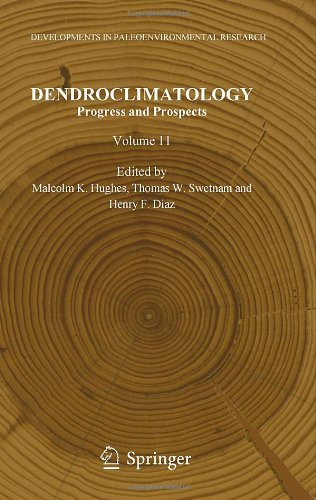 DEVELOPMENTS IN PALEOENVIRONMENTAL RESEARCH
DENDROCLIMATOLOGY
Progress and Prospects
Volume 11
Edited by
Malcolm K. Hughes, Thomas W. Swetnam and
Henry F. Diaz
Springer